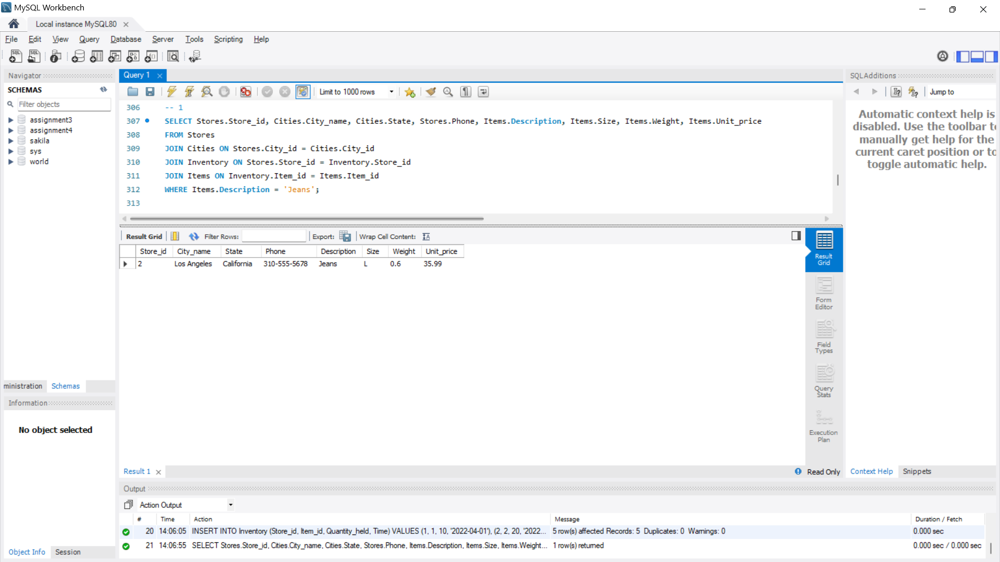 MySQL Workbench
Local instance MySQL80
File Edit View Query Database Server Tools Scripting Help
Navigator
SCHEMAS
Filter objects
assignment3
assignment4
sakila
sys
world
ministration Schemas
Information
No object selected
Object Info Session
Query 1
Limit to 1000 rows
306 -- 1
307 SELECT Stores.Store_id, Cities.City_name, Cities.State, Stores.Phone, Items.Description, Items.Size, Items.Weight, Items.Unit_price
308 FROM Stores
309 JOIN Cities ON Stores.City_id = Cities.City_id
310 JOIN Inventory ON Stores.Store_id = Inventory.Store_id
311 JOIN Items ON Inventory.Item_id = Items.Item_id
312 WHERE Items.Description = 'Jeans';
313
Result Grid Filter Rows: Export: Wrap Cell Content:
Store_id City_name State Phone Description Size Weight Unit_price
2 Los Angeles California 310-555-5678 Jeans L 0.6 35.99
Result
Grid
Form
Editor
Field
Types
Query
Stats
Execution
Plan
Result 1
Read Only
SQLAdditions
Jump to
Automatic context help is
disabled. Use the toolbar t
manually get help for the
current caret position or to
toggle automatic help.
Context Help Snippets
Output
Action Output
# Time Action Message Duration / Fetch
20 14:06:05 INSERT INTO Inventory (Store_id, Item_id, Quantity_held, Time) VALUES (1, 1, 10, '2022-04-01'), (2, 2, 20, '2022... 5 row(s) affected Records: 5 Duplicates: 0 Warnings: 0 0.000 sec
21 14:06:55 SELECT Stores.Store_id, Cities.City_name, Cities.State, Stores.Phone, Items.Description, Items.Size, Items.Weight... 1 row(s) returned 0.000 sec / 0.000 sec